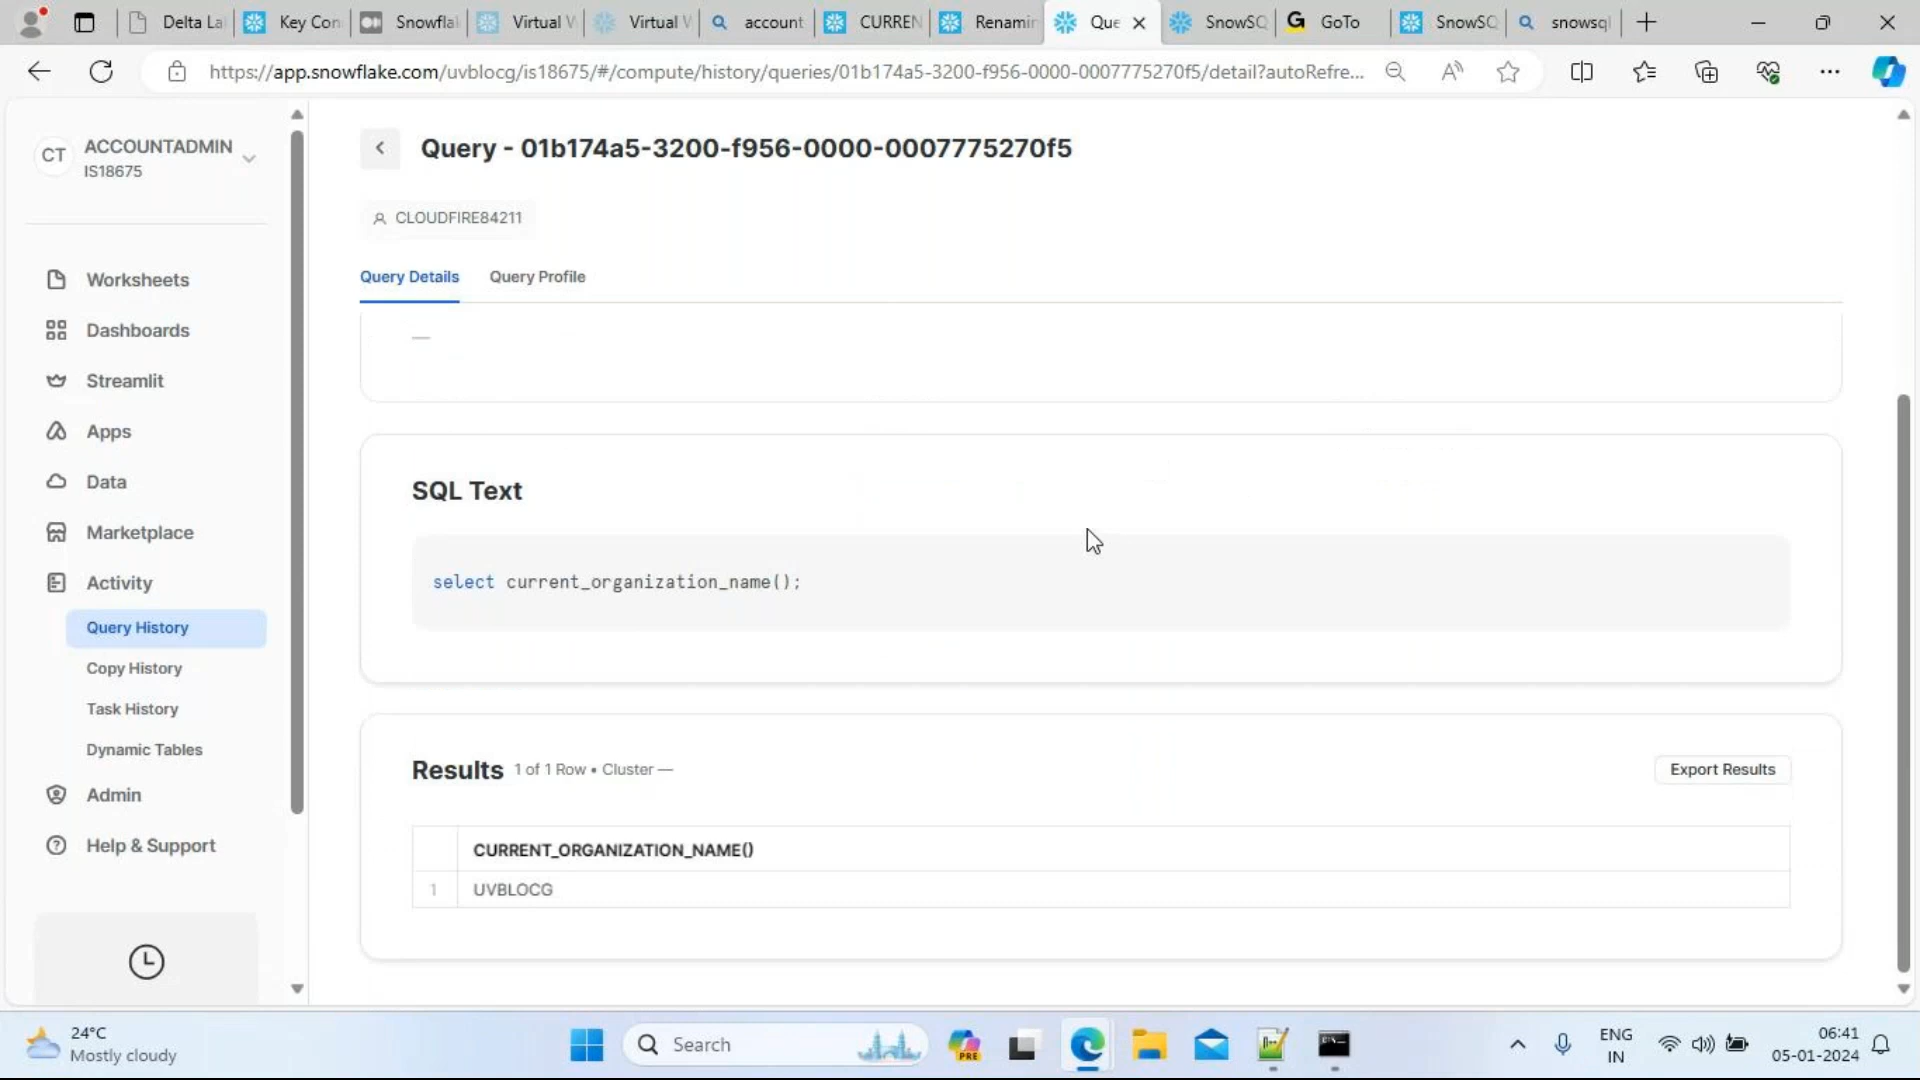 Delta La
Key Con
Snowflak
Virtual V
Virtual V
account
CURREN
Renamin
Que
SnowSQ
GoTo
SnowSQ
snowsql
https://app.snowflake.com/uvblocg/is18675/#/compute/history/queries/01b174a5-3200-f956-0000-0007775270f5/detail?autoRefre...
CT
ACCOUNTADMIN
IS18675
Worksheets
Dashboards
Streamlit
Apps
Data
Marketplace
Activity
Query History
Copy History
Task History
Dynamic Tables
Admin
Help & Support
Query - 01b174a5-3200-f956-0000-0007775270f5
CLOUDFIRE84211
Query Details
Query Profile
—
SQL Text
select current_organization_name();
Results 1 of 1 Row • Cluster —
Export Results
CURRENT_ORGANIZATION_NAME()
1 UVBLOCG
24°C
Mostly cloudy
Search
PRE
ENG
IN
06:41
05-01-2024